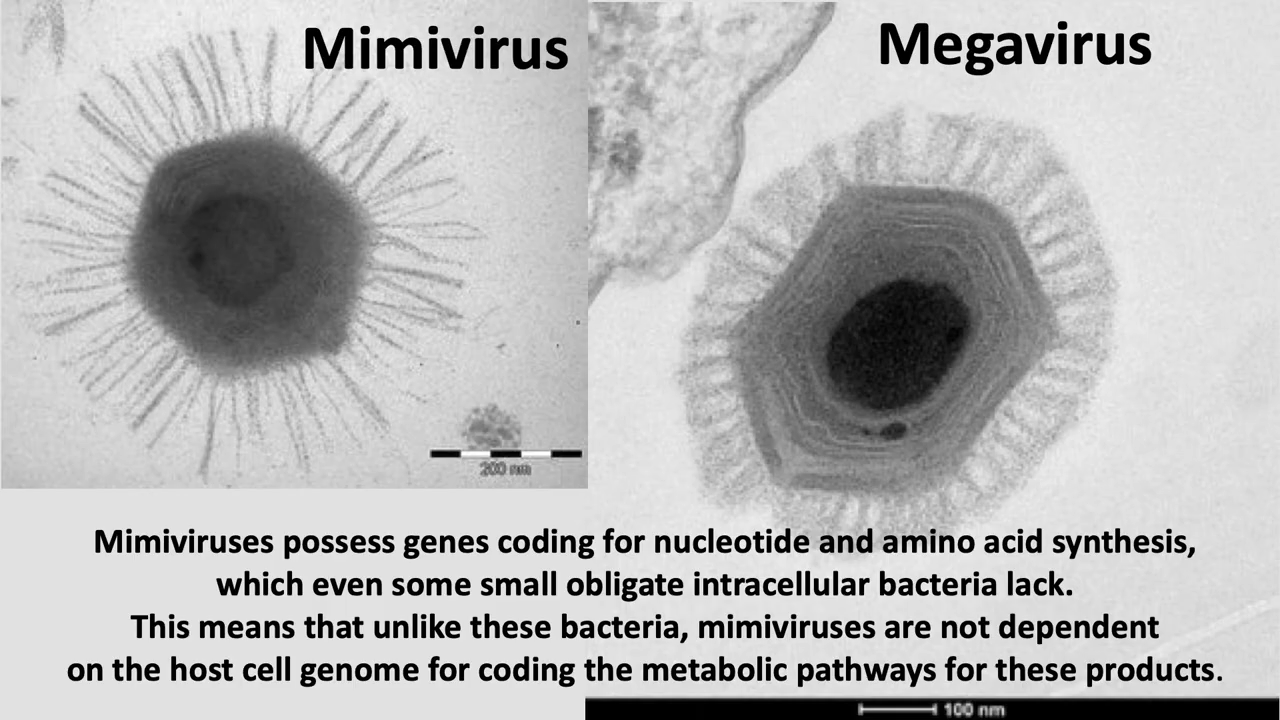 Mimivirus
Megavirus
200 nm
Mimiviruses possess genes coding for nucleotide and amino acid synthesis,
which even some small obligate intracellular bacteria lack.
This means that unlike these bacteria, mimiviruses are not dependent
on the host cell genome for coding the metabolic pathways for these products.
100 nm